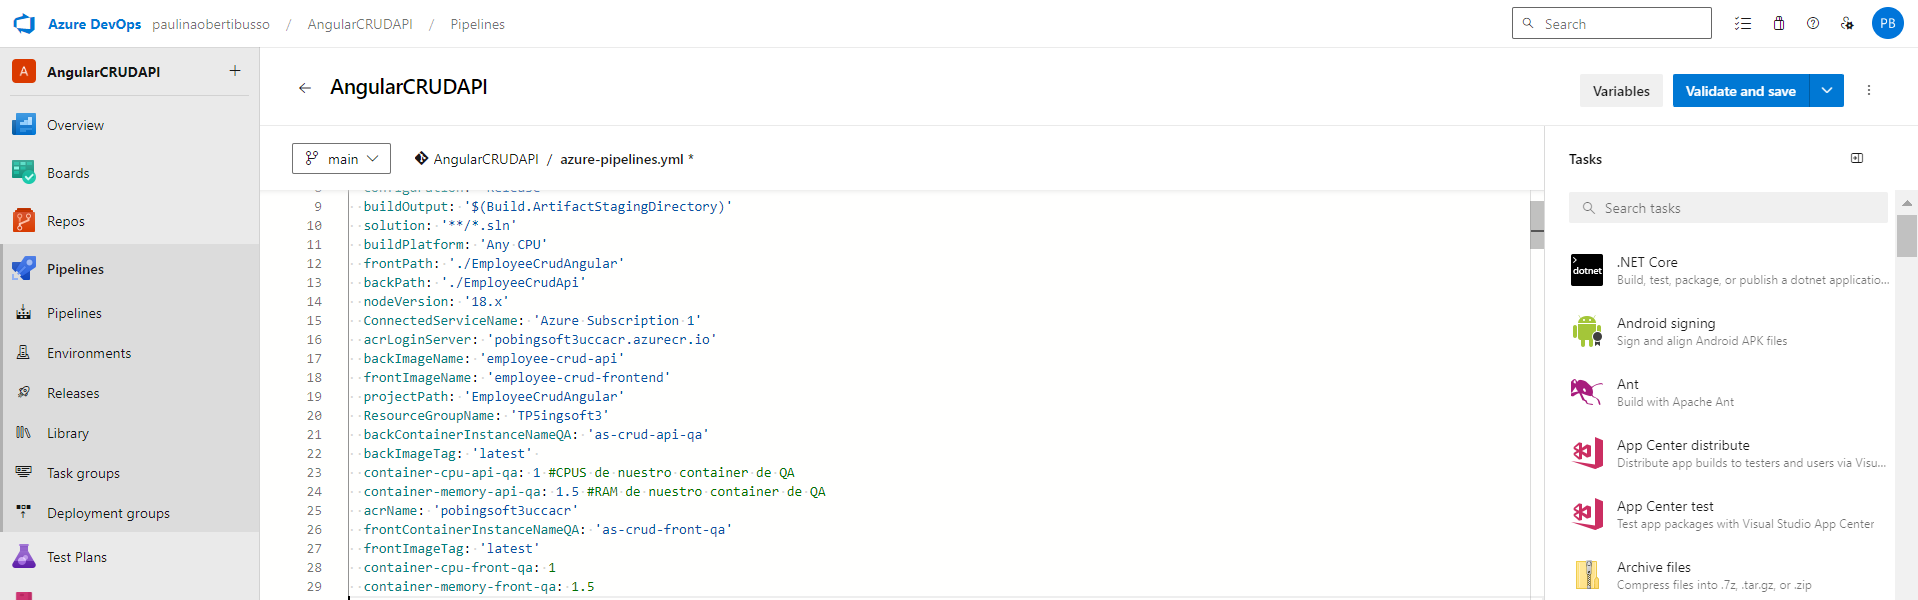 Azure DevOps paulinaobertibusso / AngularCRUDAPI / Pipelines
Search
PB
A AngularCRUDAPI +
Overview
Boards
Repos
Pipelines
Pipelines
Environments
Releases
Library
Task groups
Deployment groups
Test Plans
AngularCRUDAPI
Variables
Validate and save
main
AngularCRUDAPI / azure-pipelines.yml *
8 configuration: 'Release'
9 buildOutput: '$(Build.ArtifactStagingDirectory)'
10 solution: '**/*.sln'
11 buildPlatform: 'Any CPU'
12 frontPath: './EmployeeCrudAngular'
13 backPath: './EmployeeCrudApi'
14 nodeVersion: '18.x'
15 ConnectedServiceName: 'Azure Subscription 1'
16 acrLoginServer: 'pobingsoft3uccacr.azurecr.io'
17 backImageName: 'employee-crud-api'
18 frontImageName: 'employee-crud-frontend'
19 projectPath: 'EmployeeCrudAngular'
20 ResourceGroupName: 'TP5ingsoft3'
21 backContainerInstanceNameQA: 'as-crud-api-qa'
22 backImageTag: 'latest'
23 container-cpu-api-qa: 1 #CPUS de nuestro container de QA
24 container-memory-api-qa: 1.5 #RAM de nuestro container de QA
25 acrName: 'pobingsoft3uccacr'
26 frontContainerInstanceNameQA: 'as-crud-front-qa'
27 frontImageTag: 'latest'
28 container-cpu-front-qa: 1
29 container-memory-front-qa: 1.5
Tasks
Search tasks
dotnet
.NET Core
Build, test, package, or publish a dotnet applicatio...
Android signing
Sign and align Android APK files
Ant
Build with Apache Ant
App Center distribute
Distribute app builds to testers and users via Visu...
App Center test
Test app packages with Visual Studio App Center
Archive files
Compress files into .7z, .tar.gz, or .zip